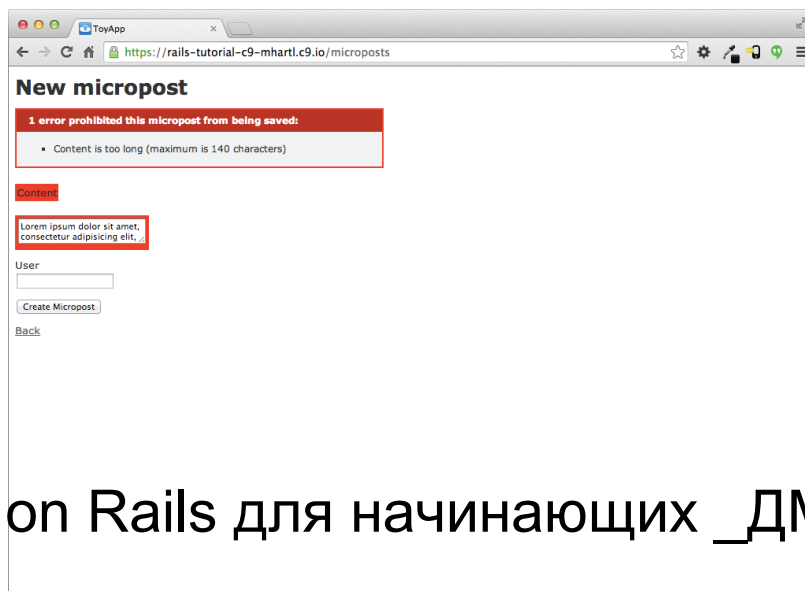 ToyApp
https://rails-tutorial-c9-mhartl.c9.io/microposts
New micropost
1 error prohibited this micropost from being saved:
Content is too long (maximum is 140 characters)
Content
Lorem ipsum dolor sit amet,
consectetur adipisicing elit,
User
Create Micropost
Back
on Rails для начинающих _ДМ